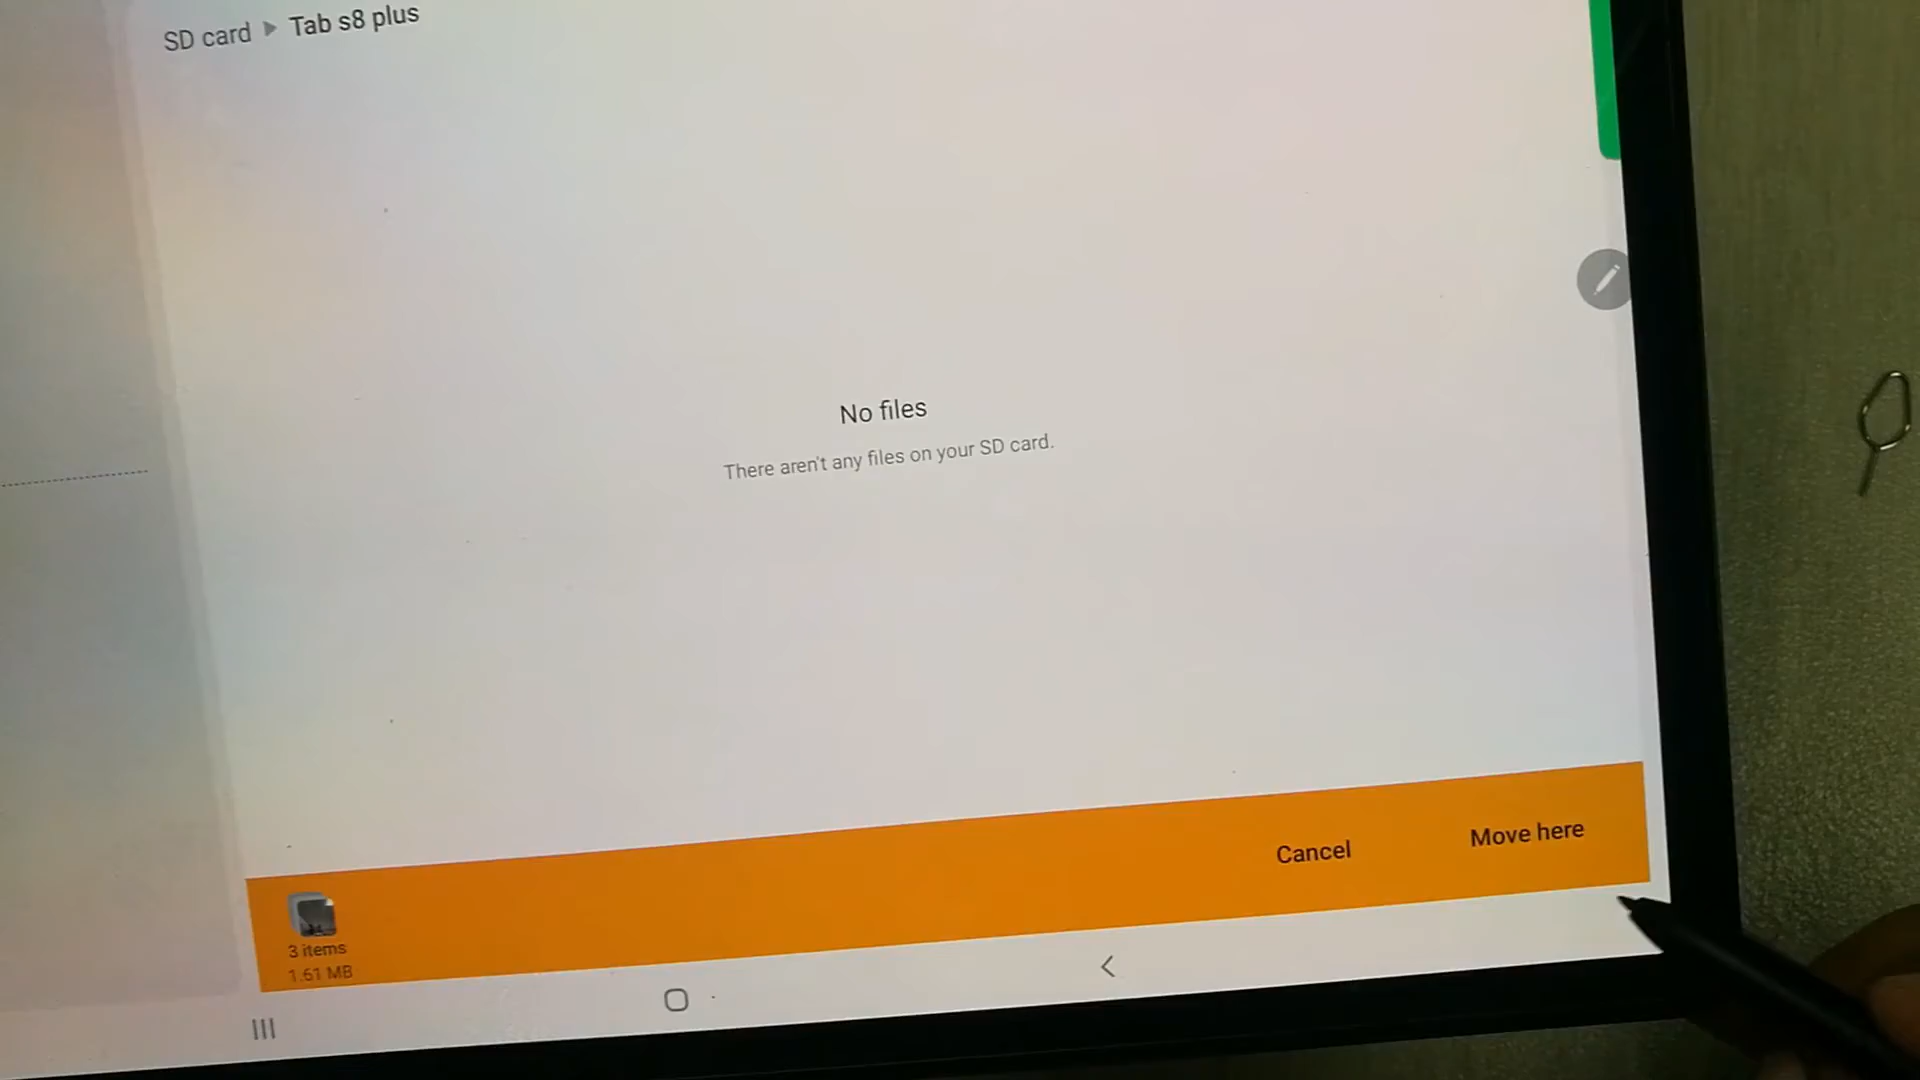 SD card ▶ Tab s8 plus
No files
There aren't any files on your SD card.
Cancel
Move here
3 items
1.61 MB